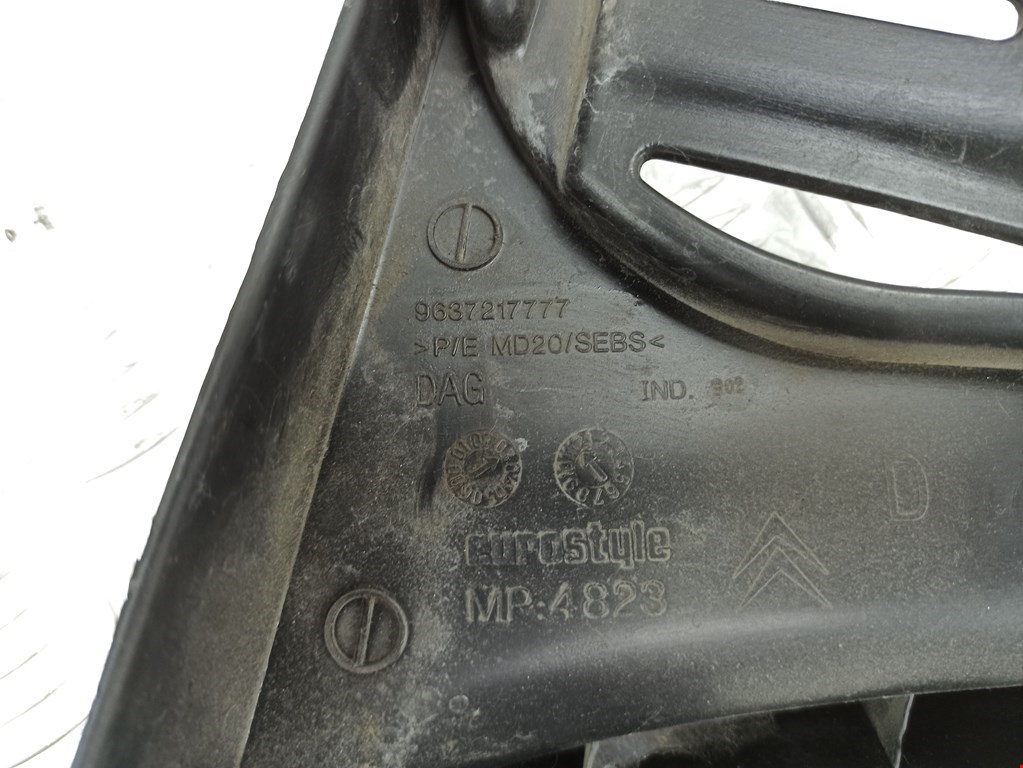 9637217777
>P/E MD20/SEBS<
DAG IND.
D
eurostyle
MP:4823